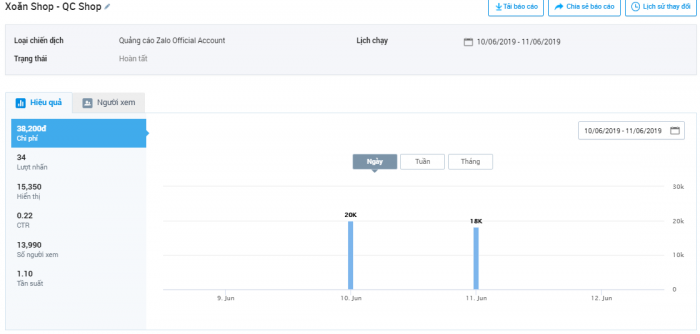 Xoăn Shop - QC Shop
Tải báo cáo
Chia sẻ báo cáo
Lịch sử thay đổi
Loại chiến dịch
Quảng cáo Zalo Official Account
Lịch chạy
10/06/2019 - 11/06/2019
Trạng thái
Hoàn tất
Hiệu quả
Người xem
38,200đ
Chi phí
34
Lượt nhấn
15,350
Hiển thị
0.22
CTR
13,990
Số người xem
1.10
Tần suất
10/06/2019 - 11/06/2019
Ngày
Tuần
Tháng
30k
20K
18K
20k
10k
0
9. Jun
10. Jun
11. Jun
12. Jun